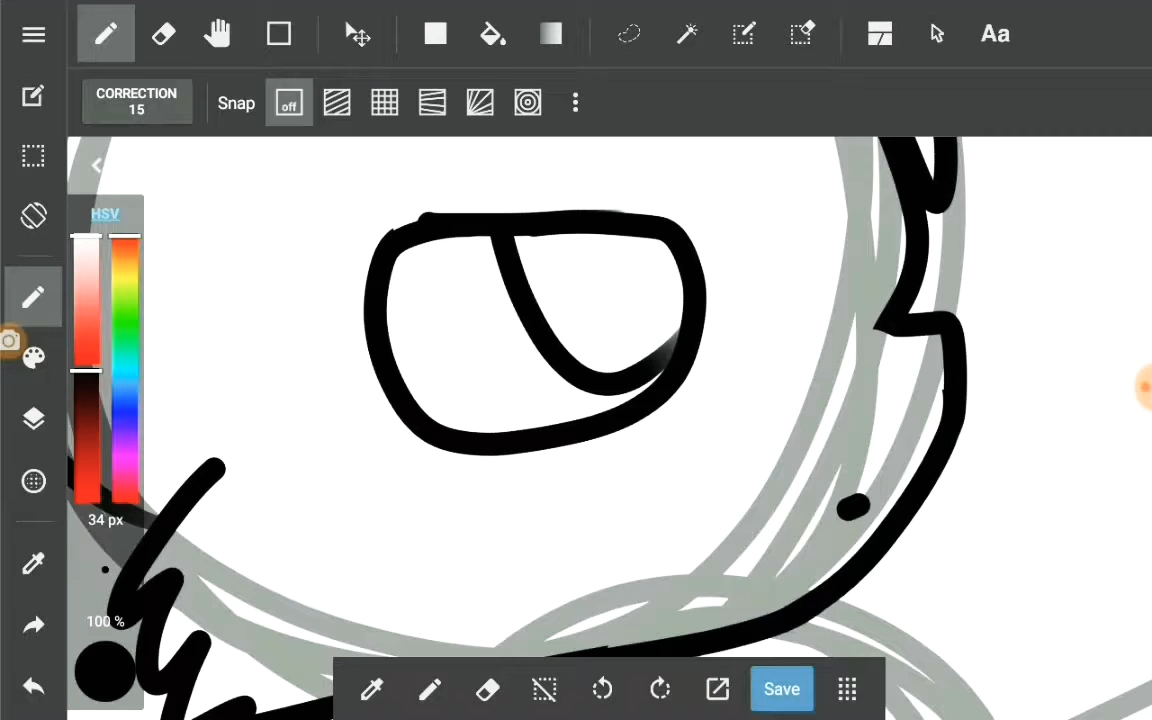 Aa
CORRECTION
15
Snap
off
HSV
34 px
100 %
Save